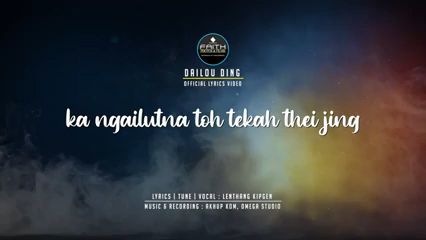 FAITH
DAILOU DING
OFFICIAL LYRICS VIDEO
ka ngailutna toh tekah thei jing
LYRICS | TUNE | VOCAL : LENTHANG KIPGEN
MUSIC & RECORDING : AKHUP KOM, OMEGA STUDIO